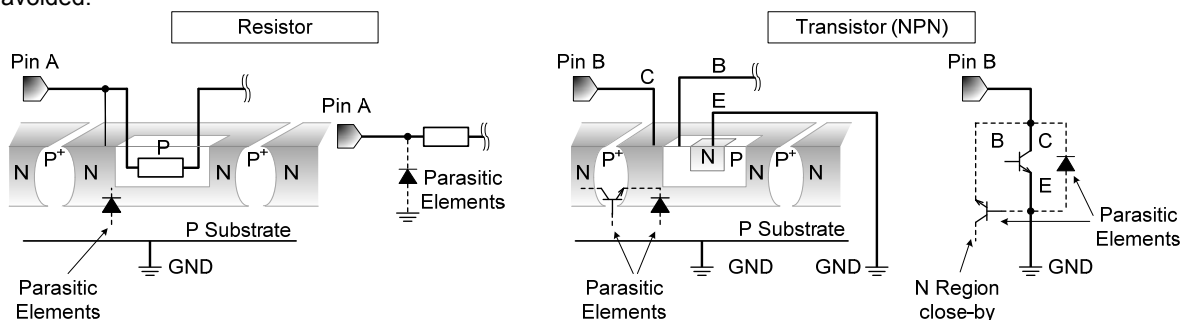 avoided.
Resistor
Pin A
N
P+
N
P
N
P+
N
P Substrate
GND
Parasitic
Elements
Pin A
Parasitic
Elements
Transistor (NPN)
Pin B
C
B
E
N
P+
N
N
P
P+
N
N
P Substrate
GND
GND
Parasitic
Elements
Pin B
B
C
E
Parasitic
Elements
GND
N Region
close-by